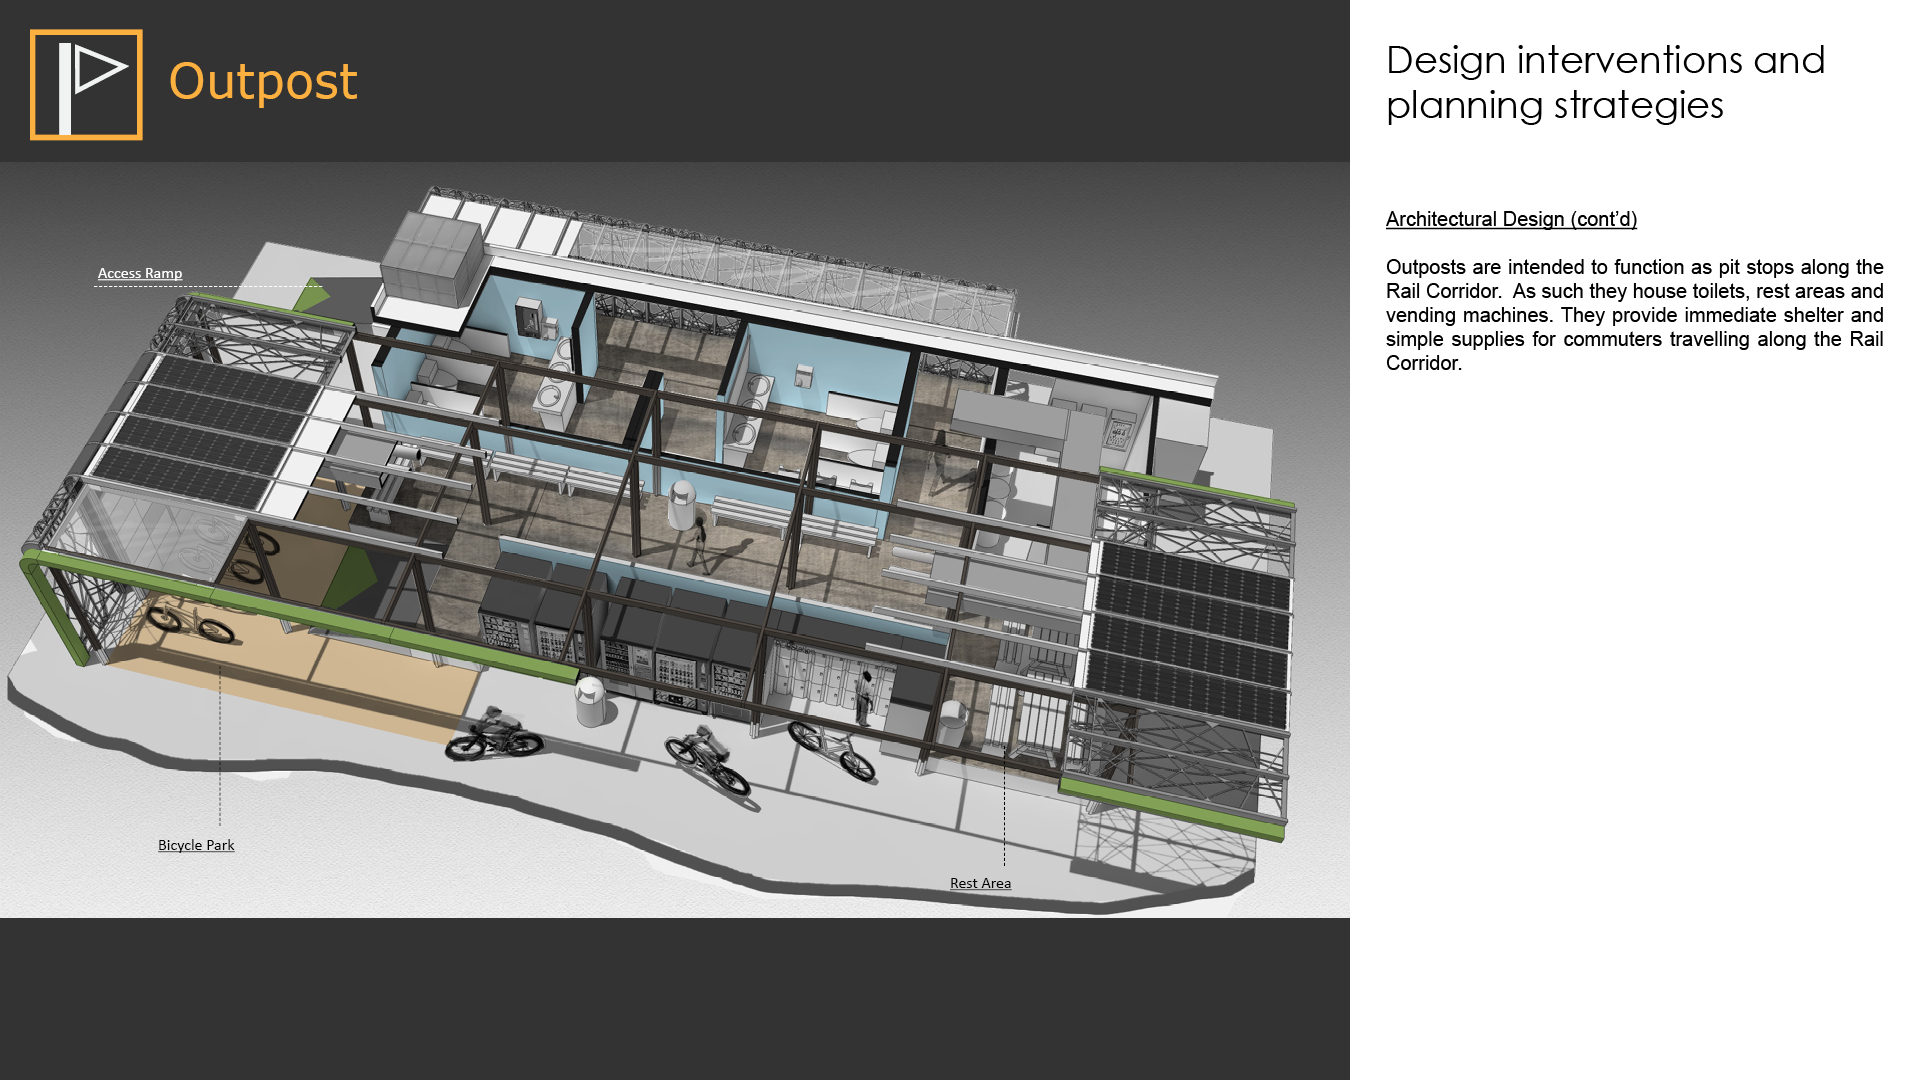 Outpost
Design interventions and
planning strategies
Architectural Design (cont’d)
Outposts are intended to function as pit stops along the
Rail Corridor.  As such they house toilets, rest areas and
vending machines. They provide immediate shelter and
simple supplies for commuters travelling along the Rail
Corridor.
Access Ramp
Bicycle Park
Rest Area